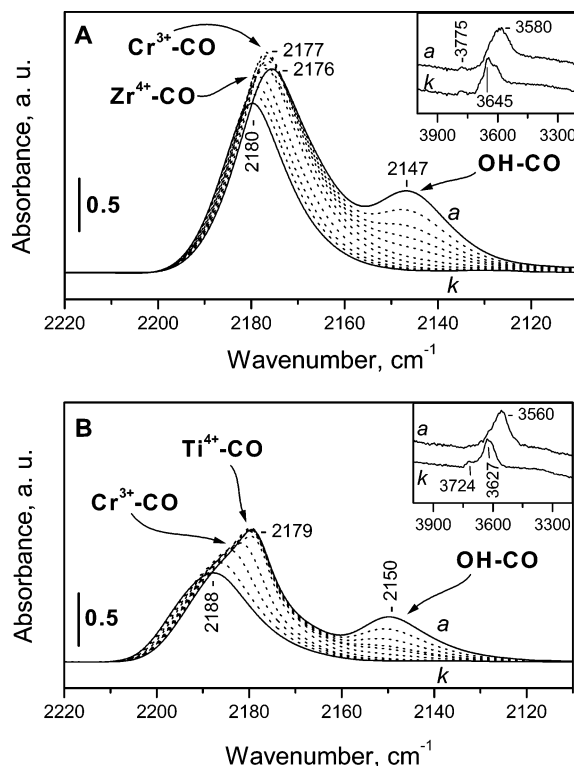 A
Cr3+-CO
2177
2176
Zr4+-CO
2180
2147
OH-CO
a
k
0.5
Absorbance, a. u.
3775
3580
a
k
3645
3900 3600 3300
2220 2200 2180 2160 2140 2120
Wavenumber, cm-1
B
Ti4+-CO
Cr3+-CO
2179
2188
2150
OH-CO
a
k
0.5
Absorbance, a. u.
3560
a
k
3724
3627
3900 3600 3300
2220 2200 2180 2160 2140 2120
Wavenumber, cm-1